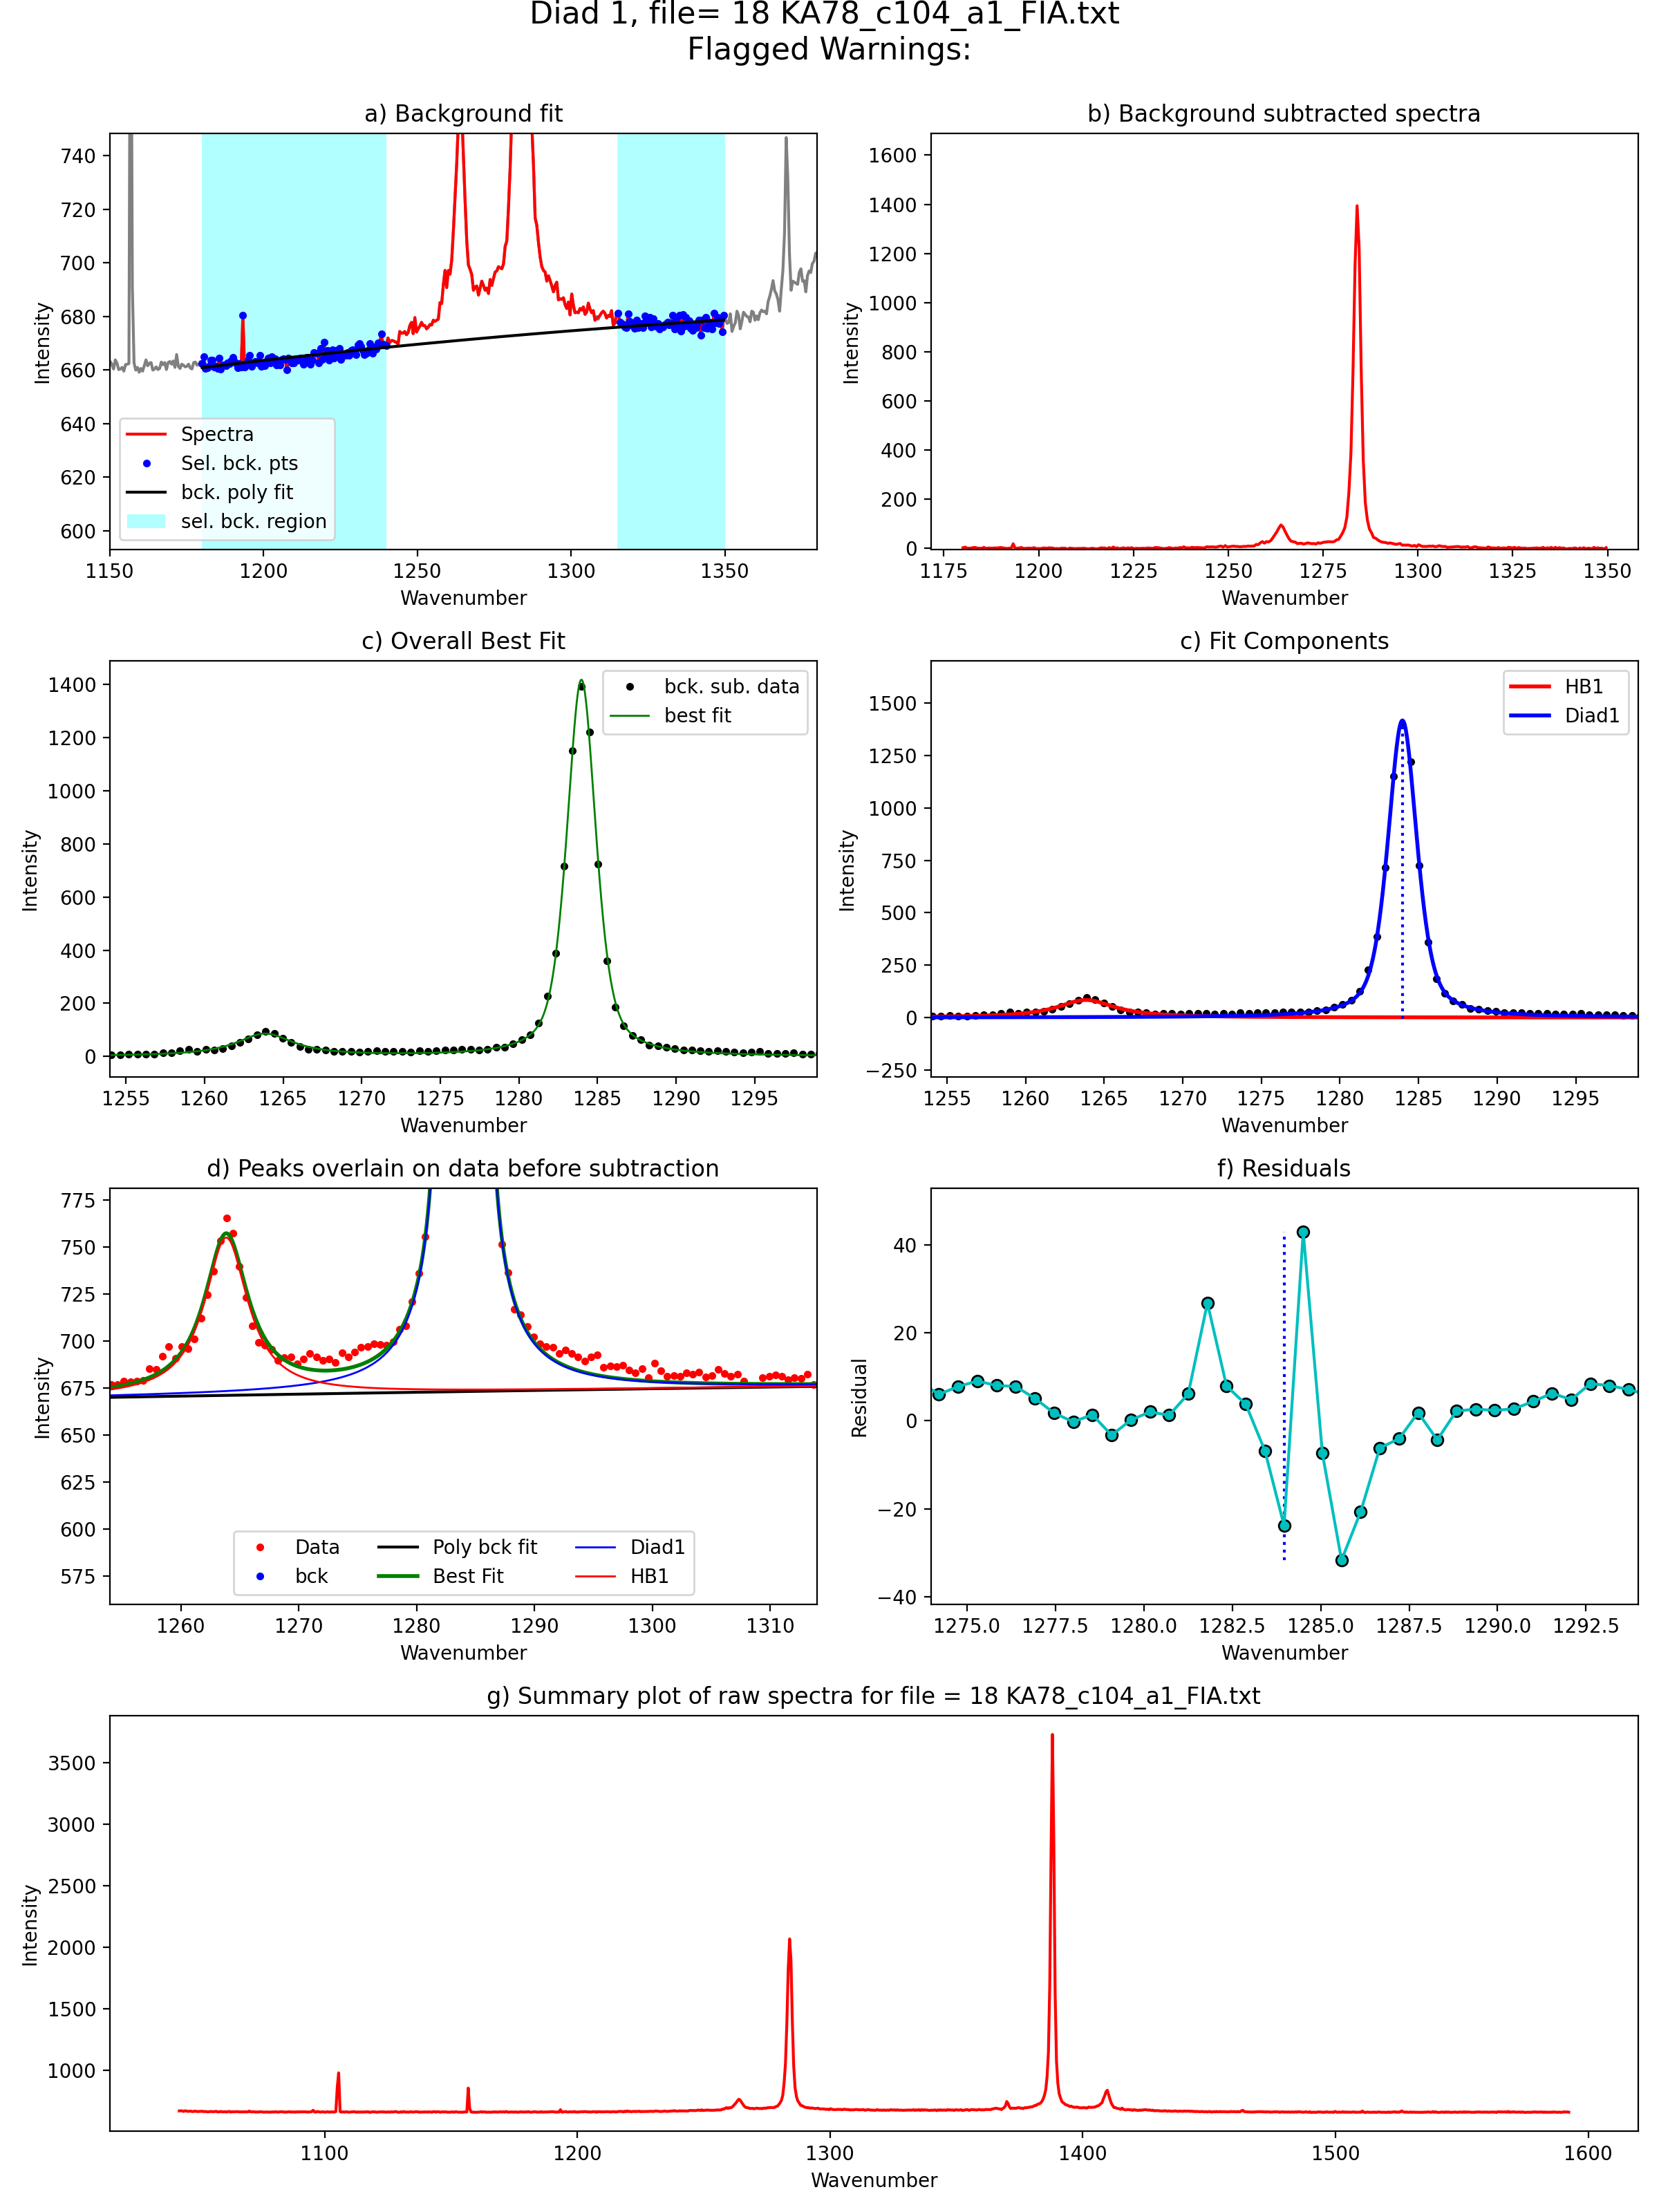 Diad 1, file= 18 KA78_c104_a1_FIA.txt
Flagged Warnings:
a) Background fit
Intensity
740
720
700
680
660
640
620
600
Spectra
Sel. bck. pts
bck. poly fit
sel. bck. region
1150 1200 1250 1300 1350
Wavenumber
b) Background subtracted spectra
Intensity
1600
1400
1200
1000
800
600
400
200
0
1175 1200 1225 1250 1275 1300 1325 1350
Wavenumber
c) Overall Best Fit
Intensity
1400
1200
1000
800
600
400
200
0
bck. sub. data
best fit
1255 1260 1265 1270 1275 1280 1285 1290 1295
Wavenumber
c) Fit Components
Intensity
1500
1250
1000
750
500
250
0
−250
HB1
Diad1
1255 1260 1265 1270 1275 1280 1285 1290 1295
Wavenumber
d) Peaks overlain on data before subtraction
Intensity
775
750
725
700
675
650
625
600
575
Data
bck
Poly bck fit
Best Fit
Diad1
HB1
1260 1270 1280 1290 1300 1310
Wavenumber
f) Residuals
Residual
40
20
0
−20
−40
1275.0 1277.5 1280.0 1282.5 1285.0 1287.5 1290.0 1292.5
Wavenumber
g) Summary plot of raw spectra for file = 18 KA78_c104_a1_FIA.txt
Intensity
3500
3000
2500
2000
1500
1000
1100 1200 1300 1400 1500 1600
Wavenumber